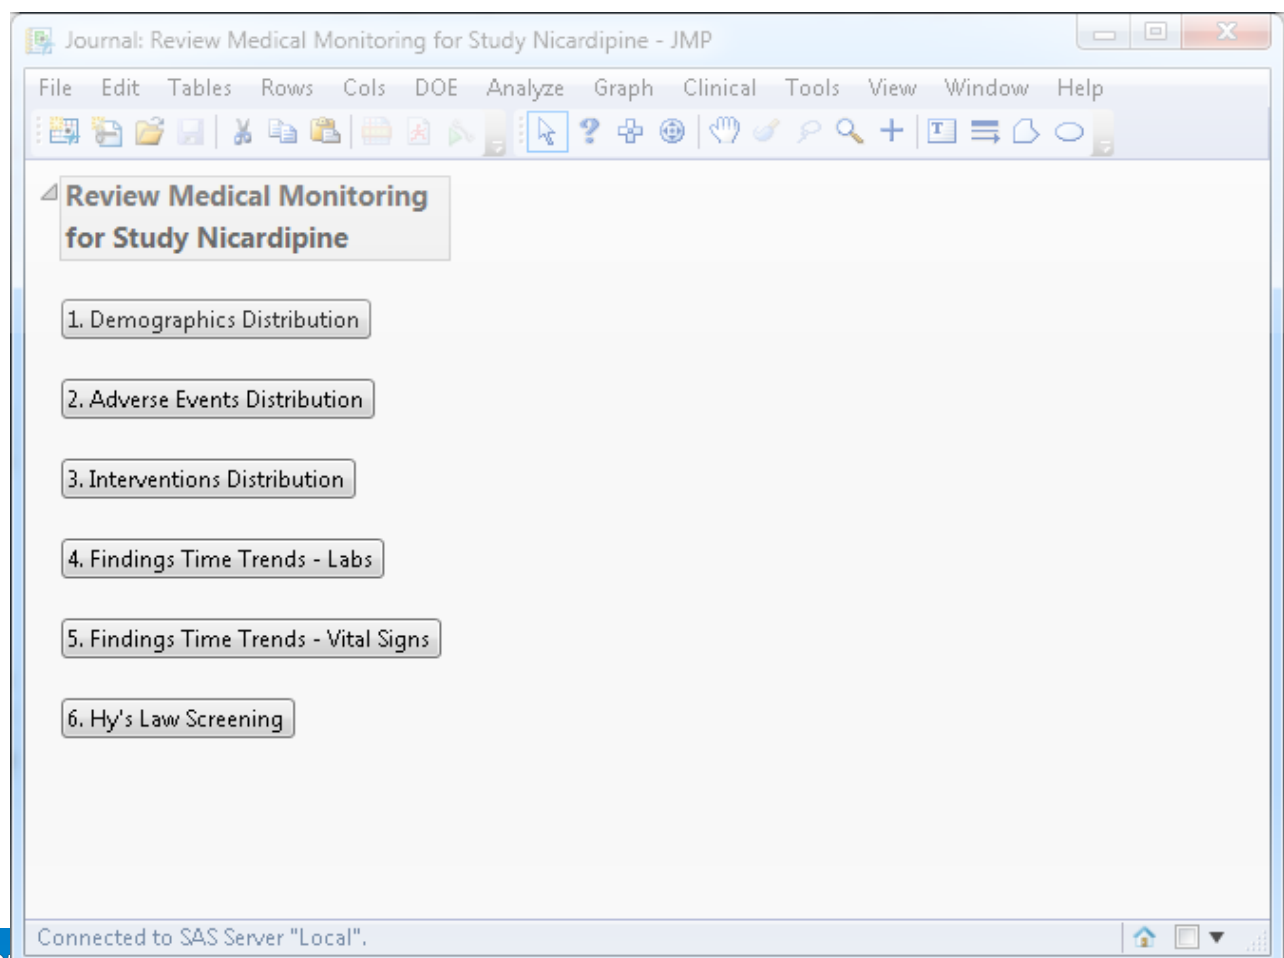 Journal: Review Medical Monitoring for Study Nicardipine - JMP
File Edit Tables Rows Cols DOE Analyze Graph Clinical Tools View Window Help
Review Medical Monitoring
for Study Nicardipine
1. Demographics Distribution
2. Adverse Events Distribution
3. Interventions Distribution
4. Findings Time Trends - Labs
5. Findings Time Trends - Vital Signs
6. Hy's Law Screening
Connected to SAS Server "Local".